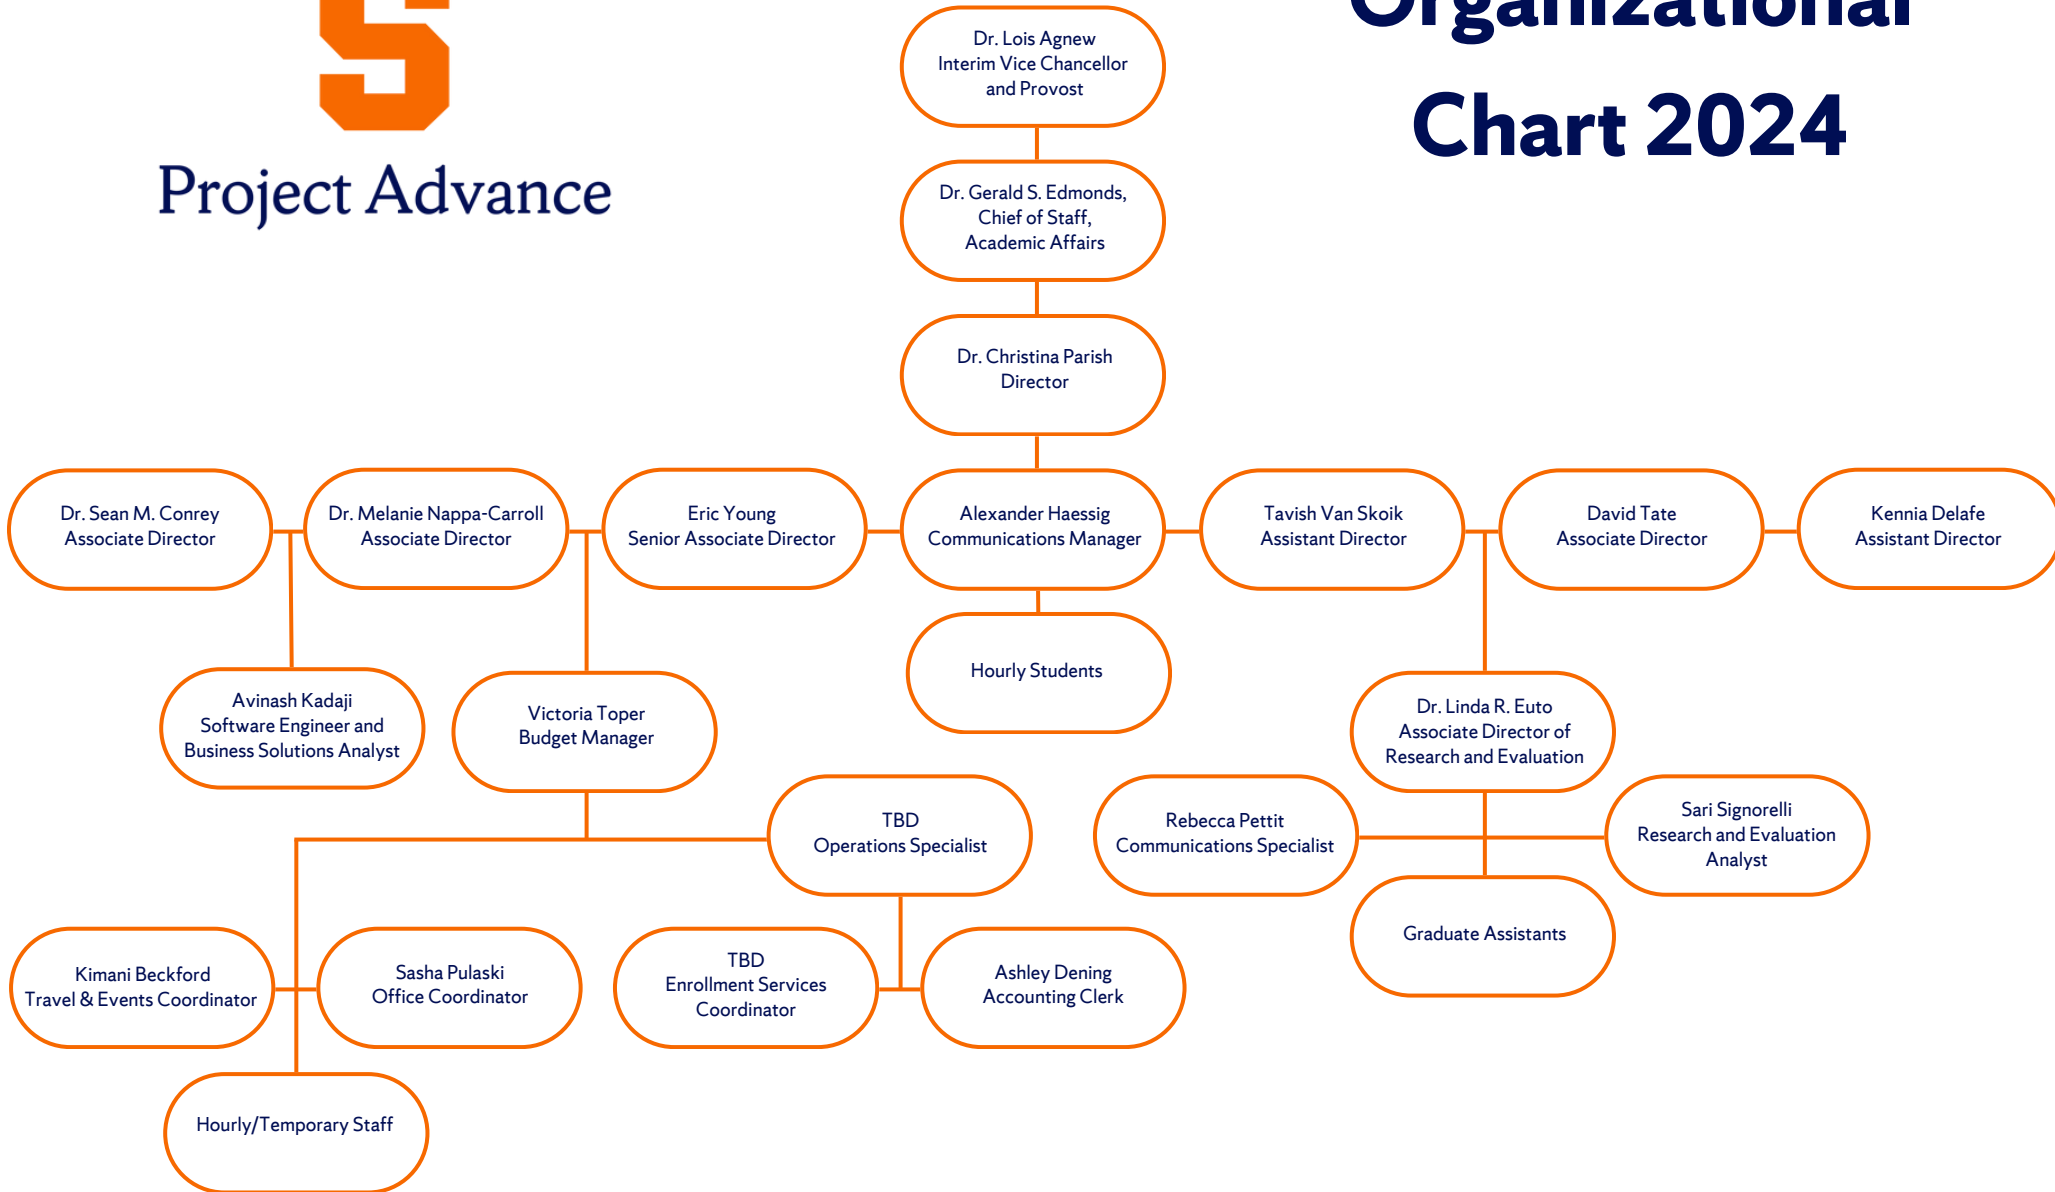 Project Advance
Organizational
Chart 2024
Dr. Lois Agnew
Interim Vice Chancellor
and Provost
Dr. Gerald S. Edmonds,
Chief of Staff,
Academic Affairs
Dr. Christina Parish
Director
Dr. Sean M. Conrey
Associate Director
Dr. Melanie Nappa-Carroll
Associate Director
Eric Young
Senior Associate Director
Alexander Haessig
Communications Manager
Tavish Van Skoik
Assistant Director
David Tate
Associate Director
Kennia Delafe
Assistant Director
Hourly Students
Avinash Kadaji
Software Engineer and
Business Solutions Analyst
Victoria Toper
Budget Manager
Dr. Linda R. Euto
Associate Director of
Research and Evaluation
TBD
Operations Specialist
Rebecca Pettit
Communications Specialist
Sari Signorelli
Research and Evaluation
Analyst
Graduate Assistants
Kimani Beckford
Travel & Events Coordinator
Sasha Pulaski
Office Coordinator
TBD
Enrollment Services
Coordinator
Ashley Dening
Accounting Clerk
Hourly/Temporary Staff